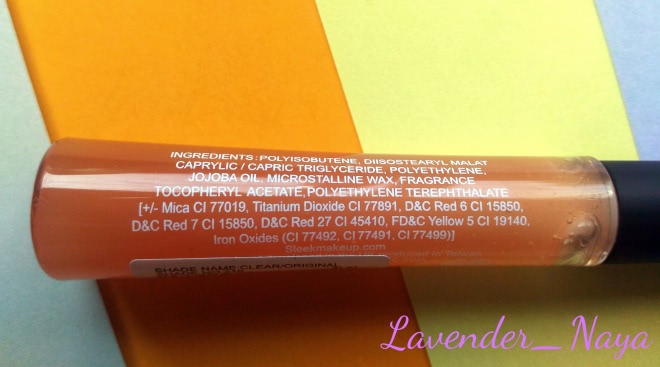 INGREDIENTS: POLYISOBUTENE, DIISOSTEARYL MALAT
CAPRYLIC / CAPRIC TRIGLYCERIDE, POLYETHYLENE,
JOJOBA OIL, MICROSTALLINE WAX, FRAGRANCE
TOCOPHERYL ACETATE, POLYETHYLENE TEREPHTHALATE
[+/- Mica CI 77019, Titanium Dioxide CI 77891, D&C Red 6 CI 15850,
D&C Red 7 CI 15850, D&C Red 27 CI 45410, FD&C Yellow 5 CI 19140,
Iron Oxides (CI 77492, CI 77491, CI 77499)]
Sleekmakeup.com
SHADE NAME:CLEAR/ORIGINAL
Lavender_Naya